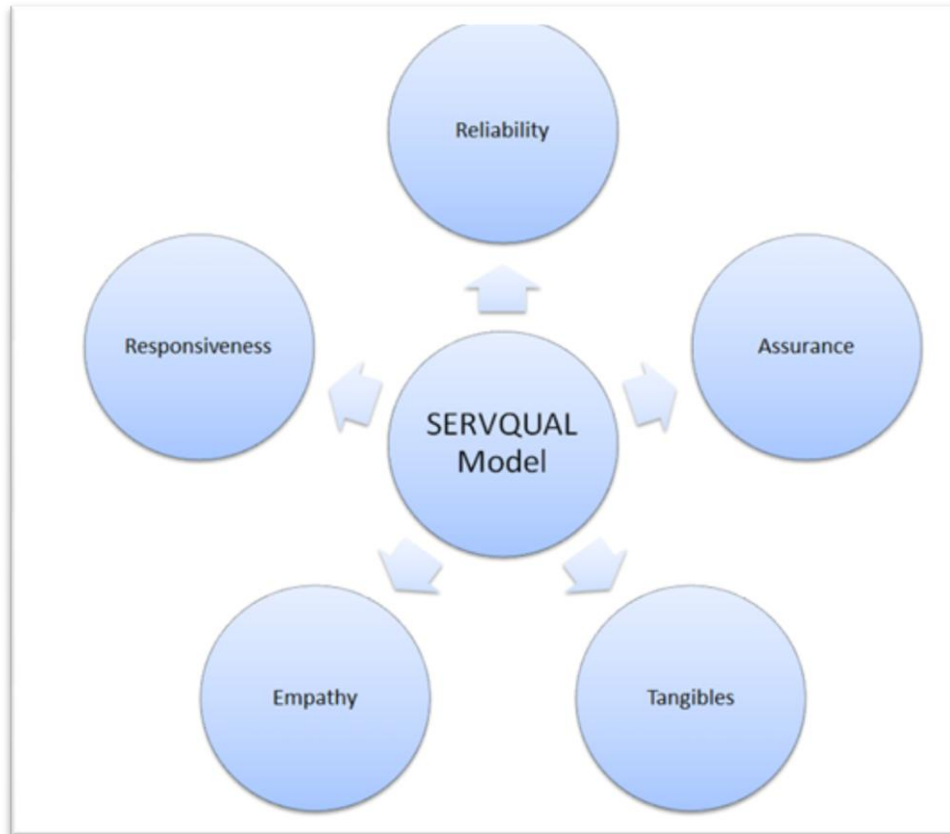 Reliability
Responsiveness
Assurance
SERVQUAL
Model
Empathy
Tangibles